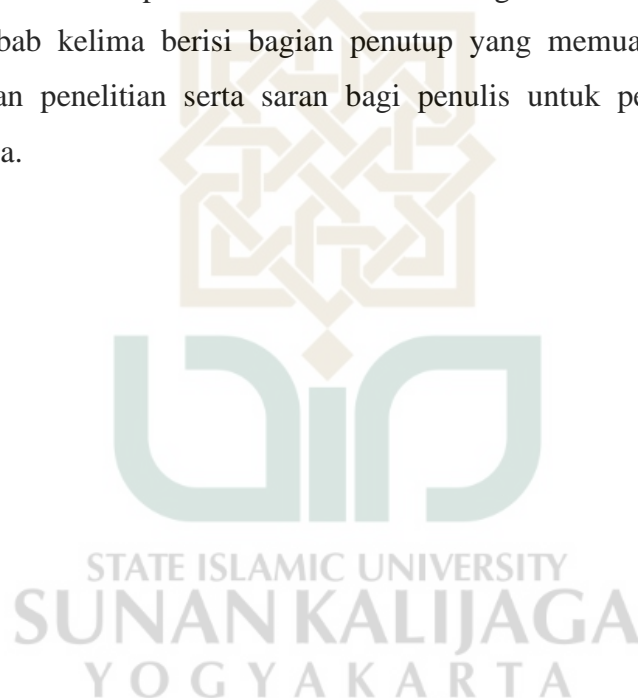 bab kelima berisi bagian penutup yang memua
an penelitian serta saran bagi penulis untuk pe
a.
uin
STATE ISLAMIC UNIVERSITY
SUNAN KALIJAGA
YOGYAKARTA